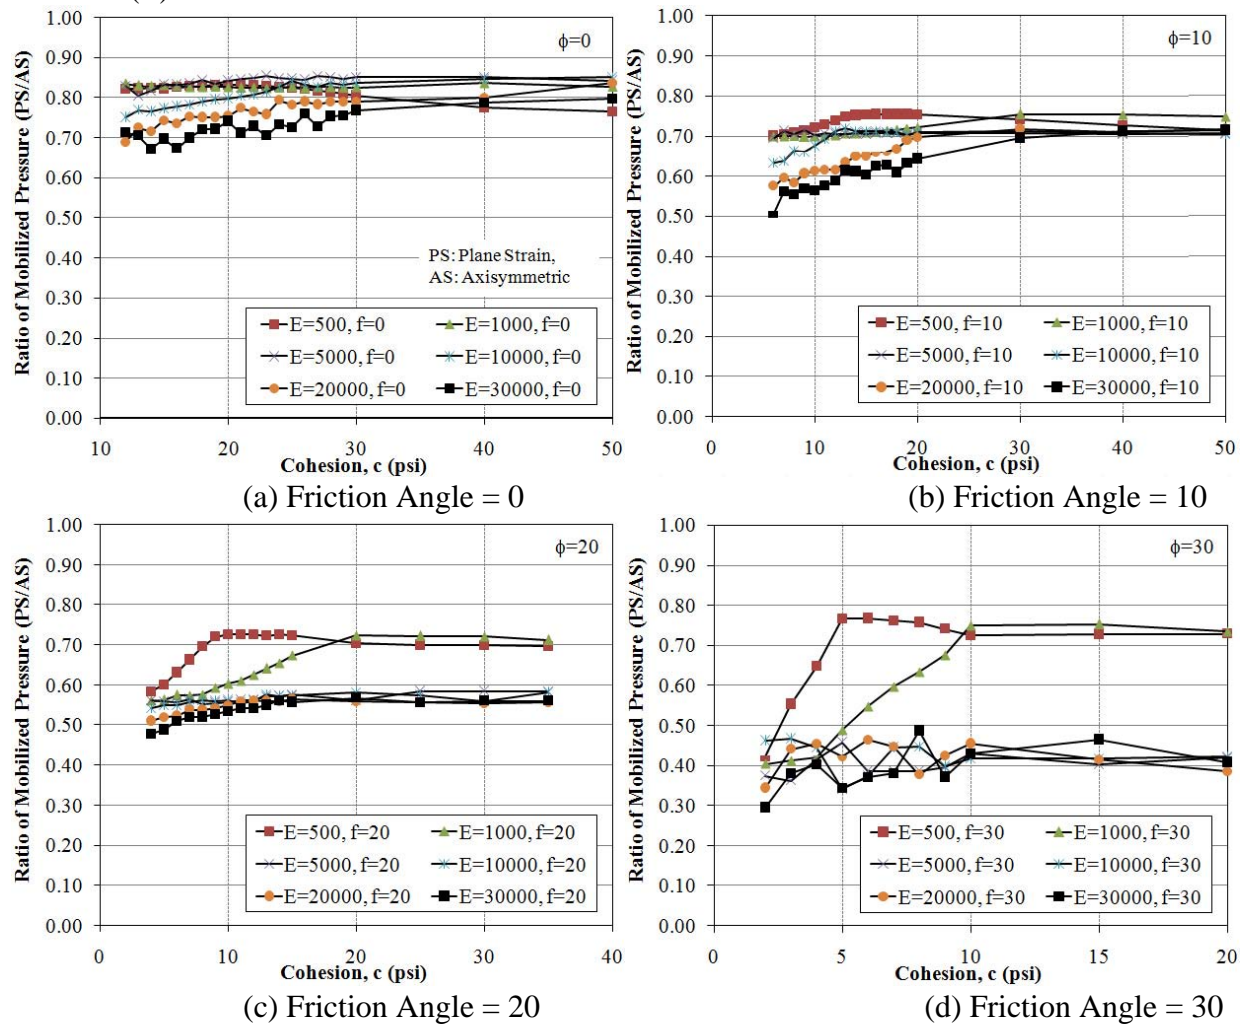 1.00
0.90
0.80
0.70
0.60
0.50
0.40
0.30
0.20
0.10
0.00
Ratio of Mobilized Pressure (PS/AS)
ϕ=0
PS: Plane Strain,
AS: Axisymmetric
E=500, f=0 E=1000, f=0
E=5000, f=0 E=10000, f=0
E=20000, f=0 E=30000, f=0
10 20 30 40 50
Cohesion, c (psi)
(a) Friction Angle = 0
1.00
0.90
0.80
0.70
0.60
0.50
0.40
0.30
0.20
0.10
0.00
Ratio of Mobilized Pressure (PS/AS)
ϕ=10
E=500, f=10 E=1000, f=10
E=5000, f=10 E=10000, f=10
E=20000, f=10 E=30000, f=10
0 10 20 30 40 50
Cohesion, c (psi)
(b) Friction Angle = 10
1.00
0.90
0.80
0.70
0.60
0.50
0.40
0.30
0.20
0.10
0.00
Ratio of Mobilized Pressure (PS/AS)
ϕ=20
E=500, f=20 E=1000, f=20
E=5000, f=20 E=10000, f=20
E=20000, f=20 E=30000, f=20
0 10 20 30 40
Cohesion, c (psi)
(c) Friction Angle = 20
1.00
0.90
0.80
0.70
0.60
0.50
0.40
0.30
0.20
0.10
0.00
Ratio of Mobilized Pressure (PS/AS)
ϕ=30
E=500, f=30 E=1000, f=30
E=5000, f=30 E=10000, f=30
E=20000, f=30 E=30000, f=30
0 5 10 15 20
Cohesion, c (psi)
(d) Friction Angle = 30